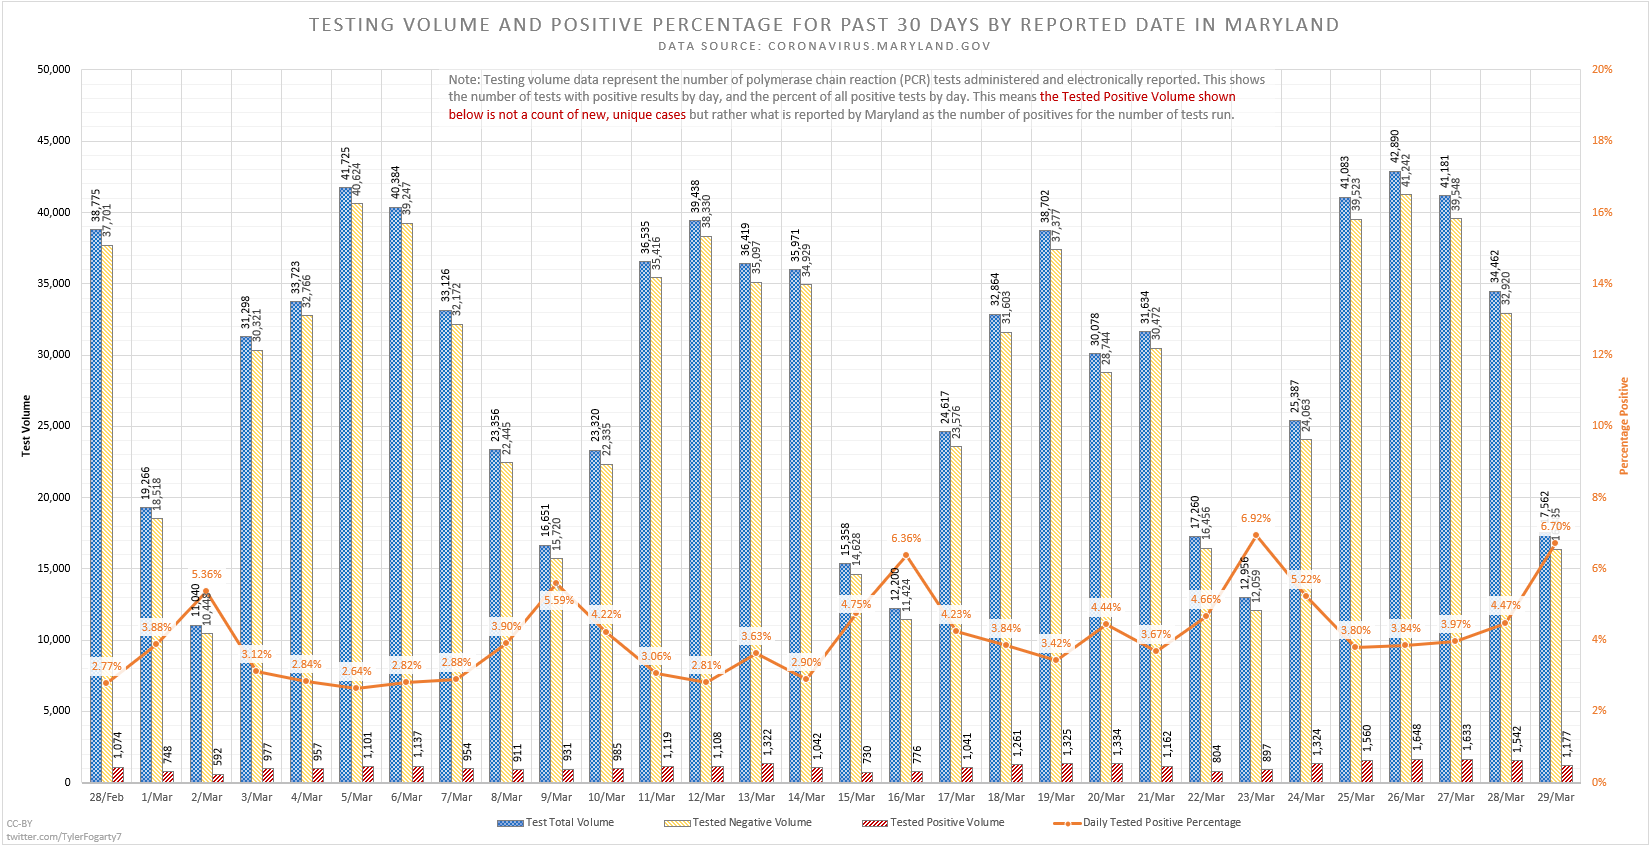 TESTING VOLUME AND POSITIVE PERCENTAGE FOR PAST 30 DAYS BY REPORTED DATE IN MARYLAND
DATA SOURCE: CORONAVIRUS.MARYLAND.GOV
Note: Testing volume data represent the number of polymerase chain reaction (PCR) tests administered and electronically reported. This shows
the number of tests with positive results by day, and the percent of all positive tests by day. This means the Tested Positive Volume shown
below is not a count of new, unique cases but rather what is reported by Maryland as the number of positives for the number of tests run.
Test Volume
50,000
45,000
40,000
35,000
30,000
25,000
20,000
15,000
10,000
5,000
0
38,775 37,701 2.77% 1,074
19,266 18,518 3.88% 748
11,040 10,448 5.36% 592
31,298 30,321 3.12% 977
33,723 32,766 2.84% 957
41,725 40,624 2.64% 1,101
40,384 39,247 2.82% 1,137
33,126 32,172 2.88% 954
23,356 22,445 3.90% 911
16,651 15,720 5.59% 931
23,320 22,335 4.22% 985
36,535 35,416 3.06% 1,119
39,438 38,330 2.81% 1,108
36,419 35,097 3.63% 1,322
35,971 34,929 2.90% 1,042
15,358 14,628 4.75% 730
12,200 11,424 6.36% 776
24,617 23,576 4.23% 1,041
32,864 31,603 3.84% 1,261
38,702 37,377 3.42% 1,325
30,078 28,744 4.44% 1,334
31,634 30,472 3.67% 1,162
17,260 16,456 4.66% 804
12,956 12,059 6.92% 897
25,387 24,063 5.22% 1,324
41,083 39,523 3.80% 1,560
42,890 41,242 3.84% 1,648
41,181 39,548 3.97% 1,633
34,462 32,920 4.47% 1,542
6.70% 1,177
20%
18%
16%
14%
12%
10%
8%
6%
4%
2%
0%
Percentage Positive
28/Feb 1/Mar 2/Mar 3/Mar 4/Mar 5/Mar 6/Mar 7/Mar 8/Mar 9/Mar 10/Mar 11/Mar 12/Mar 13/Mar 14/Mar 15/Mar 16/Mar 17/Mar 18/Mar 19/Mar 20/Mar 21/Mar 22/Mar 23/Mar 24/Mar 25/Mar 26/Mar 27/Mar 28/Mar 29/Mar
Test Total Volume Tested Negative Volume Tested Positive Volume Daily Tested Positive Percentage
CC-BY
twitter.com/TylerFogarty7